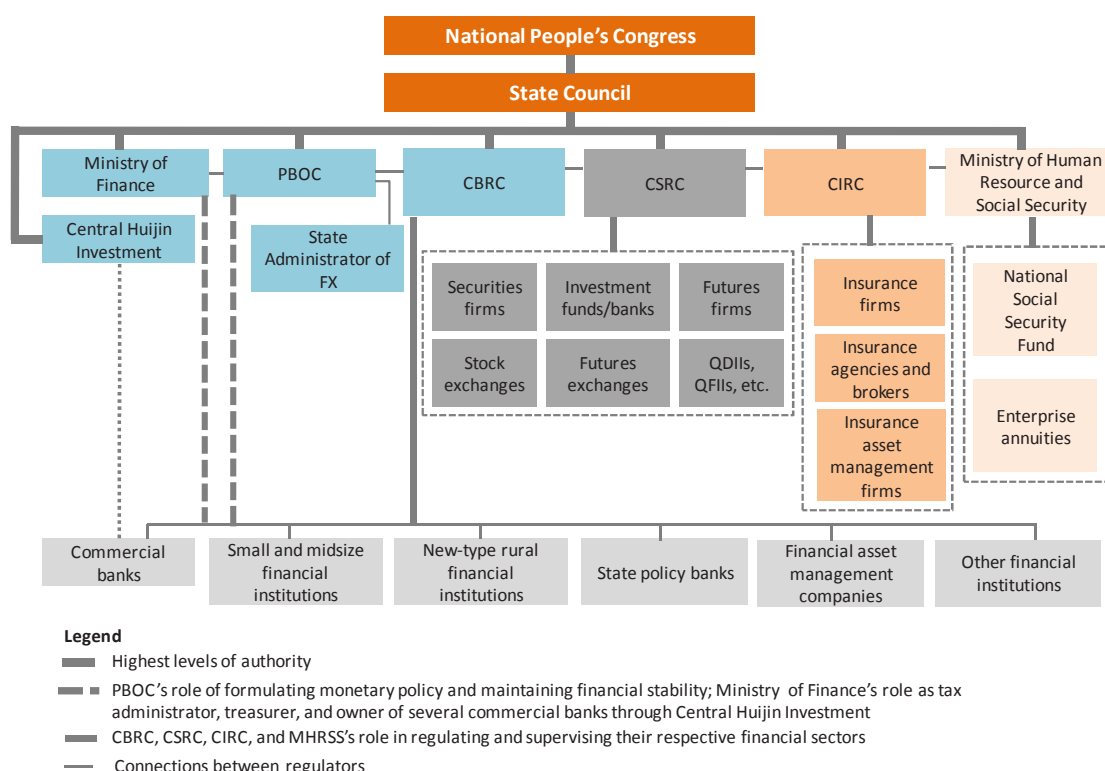 National People's Congress
State Council
Ministry of
Finance
PBOC
CBRC
CSRC
CIRC
Ministry of Human
Resource and
Social Security
Central Huijin
Investment
State
Administrator of
FX
Securities
firms
Investment
funds/banks
Futures
firms
Stock
exchanges
Futures
exchanges
QDIIs,
QFIIs, etc.
Insurance
firms
Insurance
agencies and
brokers
Insurance
asset
management
firms
National
Social
Security
Fund
Enterprise
annuities
Commercial
banks
Small and midsize
financial
institutions
New-type rural
financial
institutions
State policy banks
Financial asset
management
companies
Other financial
institutions
Legend
Highest levels of authority
PBOC's role of formulating monetary policy and maintaining financial stability; Ministry of Finance's role as tax
administrator, treasurer, and owner of several commercial banks through Central Huijin Investment
CBRC, CSRC, CIRC, and MHRSS's role in regulating and supervising their respective financial sectors
Connections between regulators